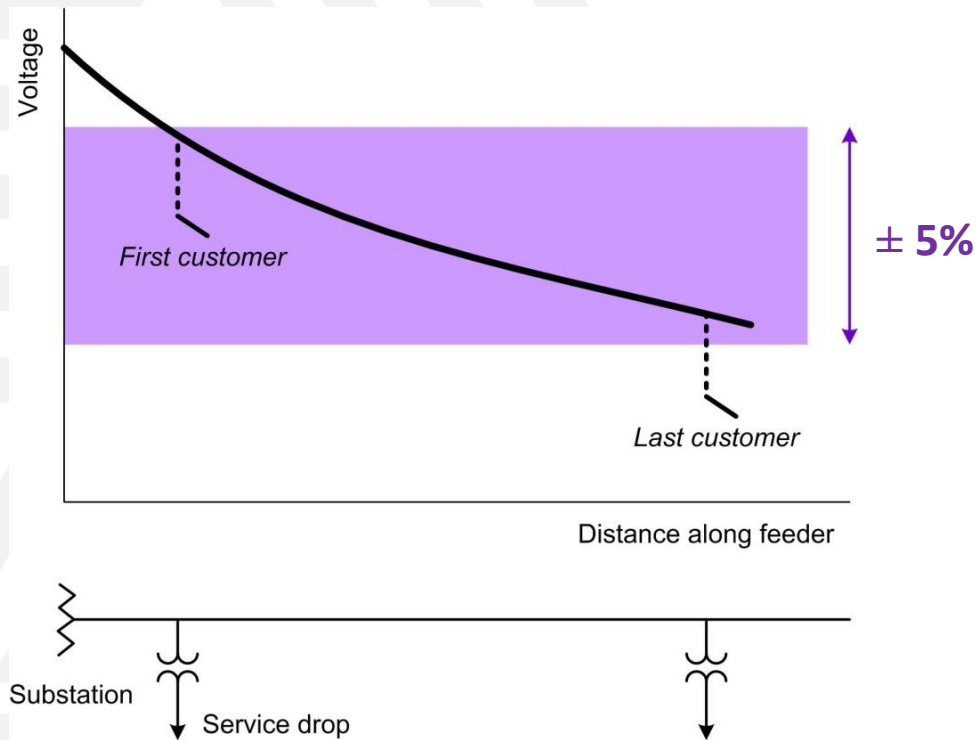 Voltage
First customer
± 5%
Last customer
Distance along feeder
Substation
Service drop